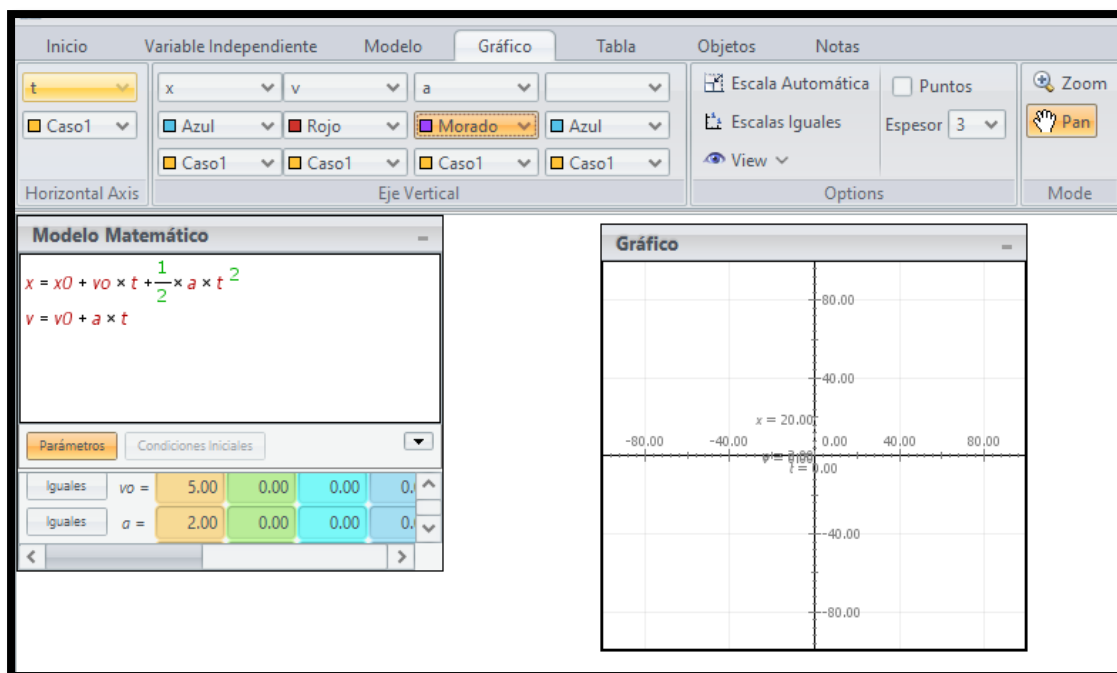 Inicio Variable Independiente Modelo Gráfico Tabla Objetos Notas
t x v a Escala Automática Puntos Zoom
Caso1 Azul Rojo Morado Azul Escalas Iguales Espesor 3 Pan
Caso1 Caso1 Caso1 Caso1 View
Horizontal Axis Eje Vertical Options Mode
Modelo Matemático
x = x0 + vo × t + 1/2 × a × t 2
v = v0 + a × t
Parámetros Condiciones Iniciales
Iguales vo = 5.00 0.00 0.00 0.
Iguales a = 2.00 0.00 0.00 0.
Gráfico
80.00
40.00
x = 20.00
-80.00 -40.00 0.00 40.00 80.00
t = 0.00
-40.00
-80.00